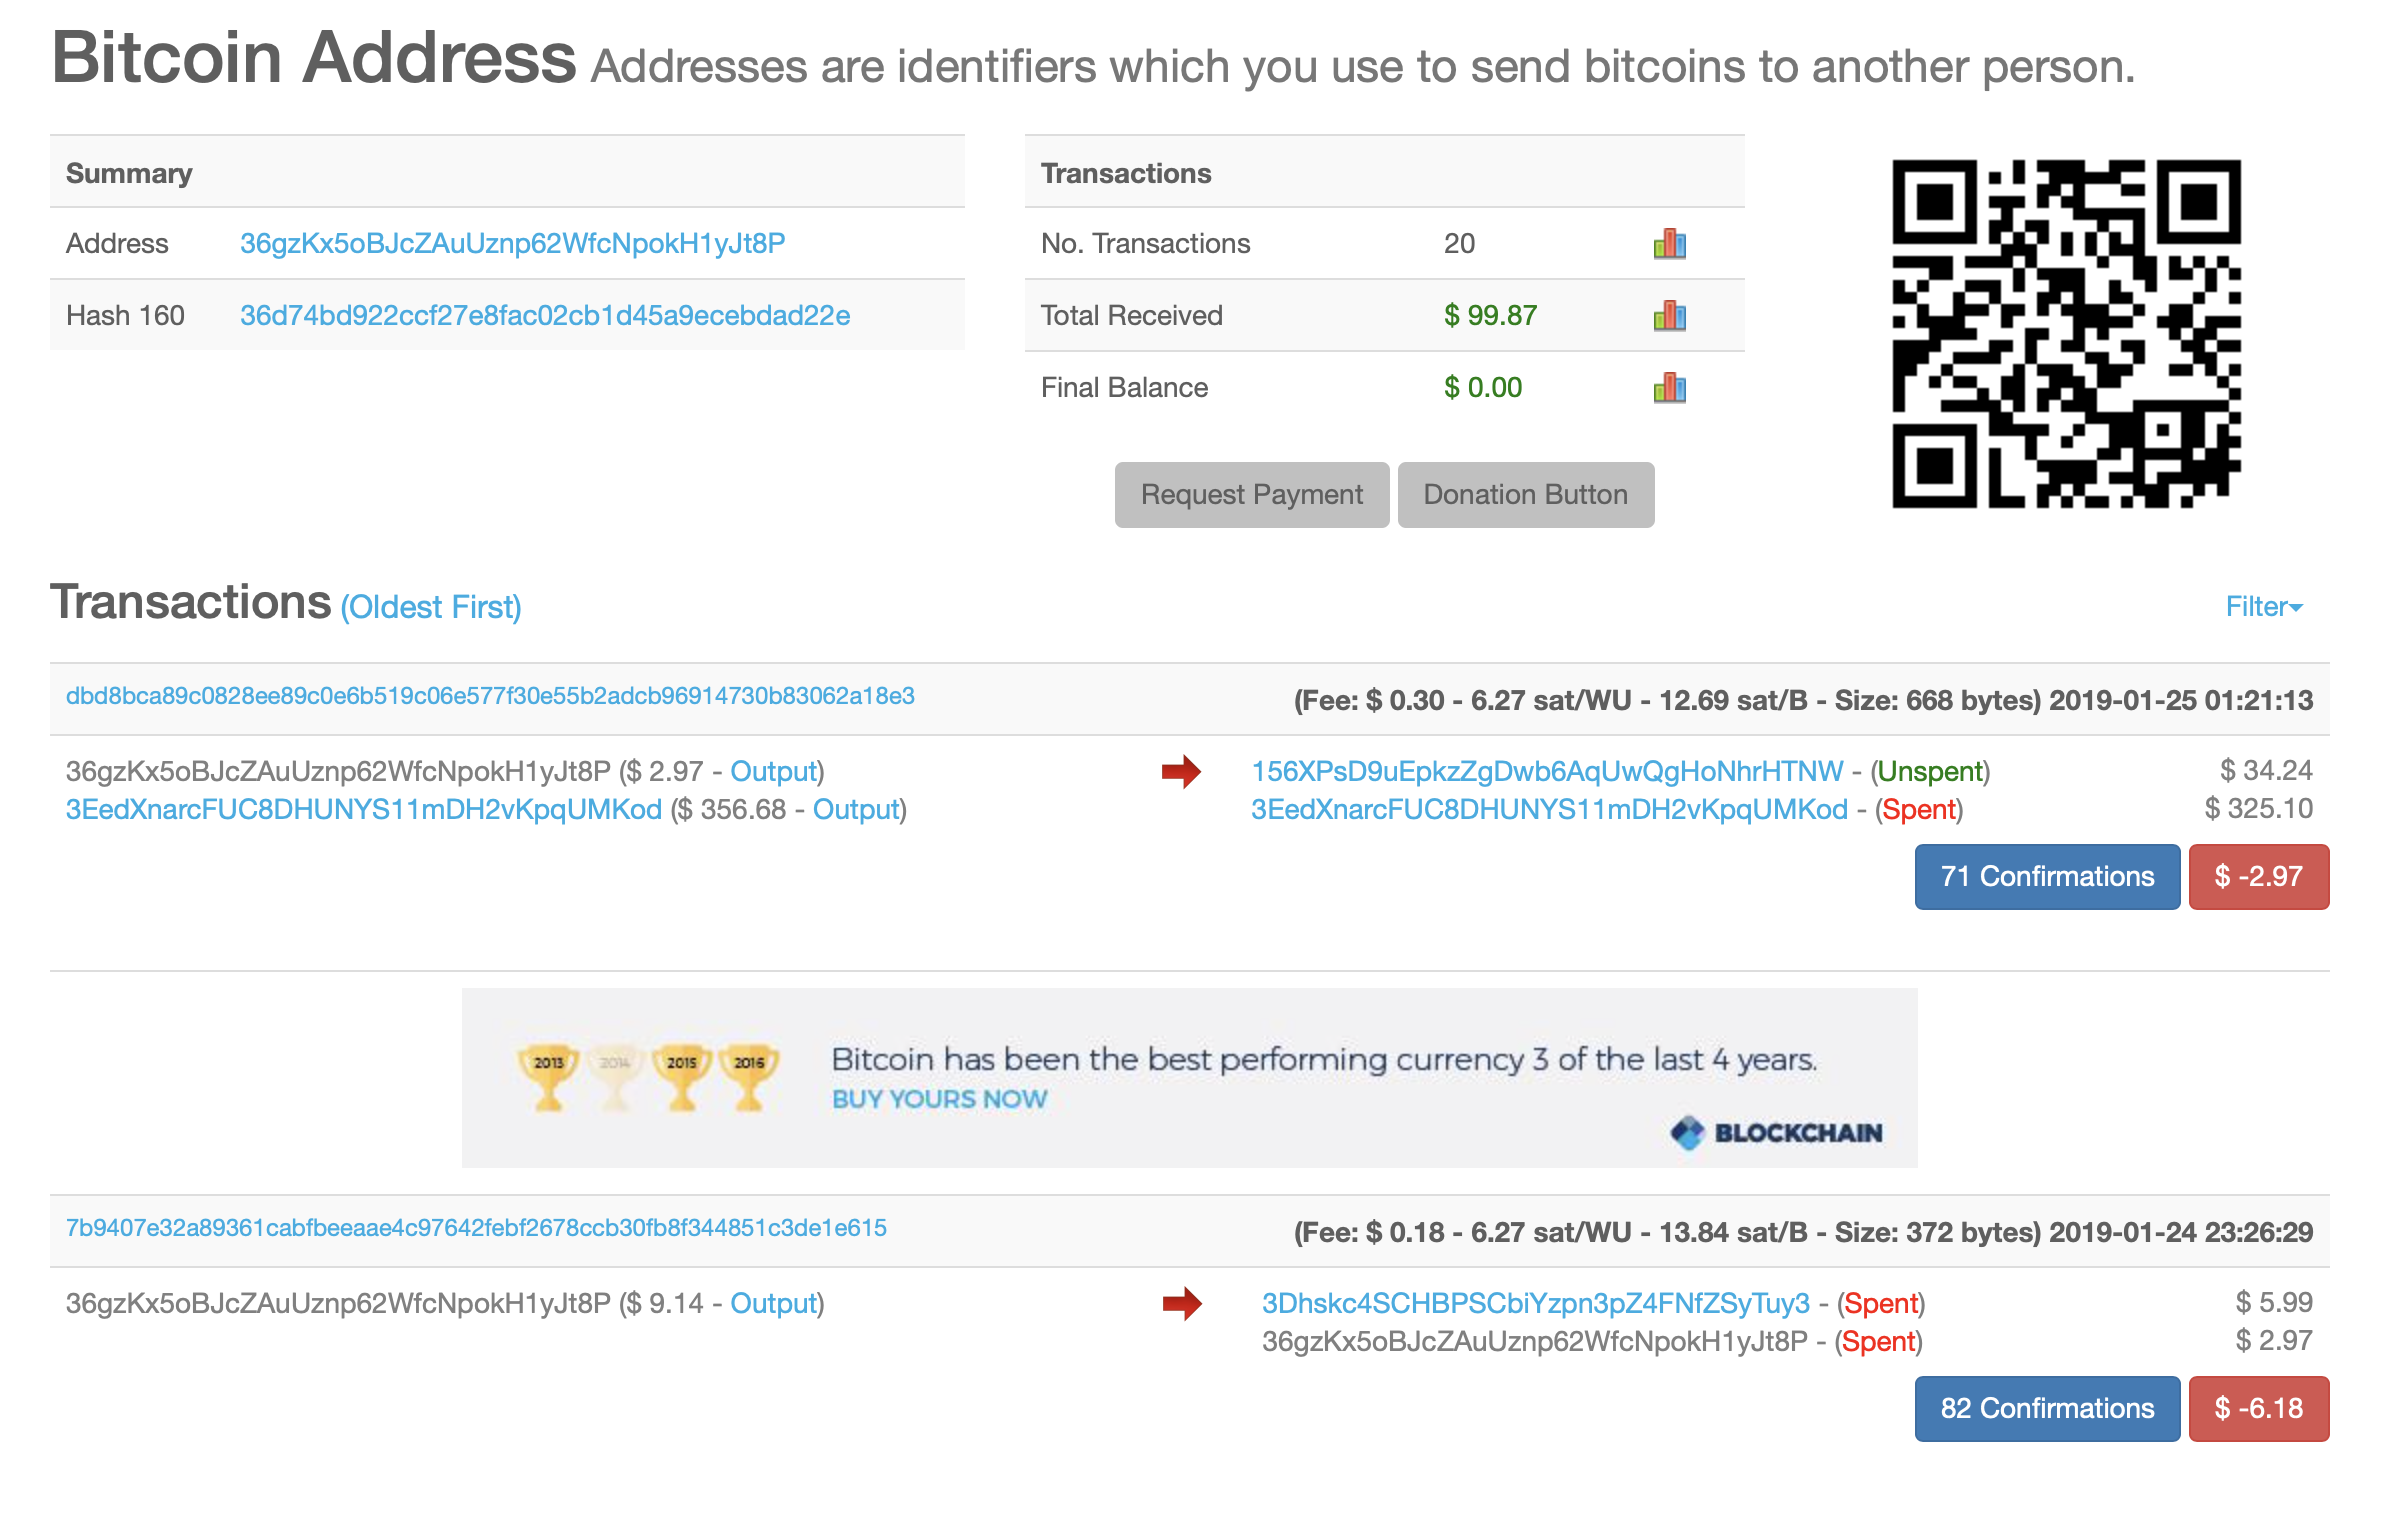 Bitcoin Address Addresses are identifiers which you use to send bitcoins to another person.
Summary
Address 36gzKx5oBJcZAuUznp62WfcNpokH1yJt8P
Hash 160 36d74bd922ccf27e8fac02cb1d45a9ecebdad22e
Transactions
No. Transactions 20
Total Received $ 99.87
Final Balance $ 0.00
Request Payment Donation Button
Transactions (Oldest First) Filter
dbd8bca89c0828ee89c0e6b519c06e577f30e55b2adcb96914730b83062a18e3 (Fee: $ 0.30 - 6.27 sat/WU - 12.69 sat/B - Size: 668 bytes) 2019-01-25 01:21:13
36gzKx5oBJcZAuUznp62WfcNpokH1yJt8P ($ 2.97 - Output) 156XPsD9uEpkzZgDwb6AqUwQgHoNhrHTNW - (Unspent) $ 34.24
3EedXnarcFUC8DHUNYS11mDH2vKpqUMKod ($ 356.68 - Output) 3EedXnarcFUC8DHUNYS11mDH2vKpqUMKod - (Spent) $ 325.10
71 Confirmations $ -2.97
2013 2014 2015 2016 Bitcoin has been the best performing currency 3 of the last 4 years.
BUY YOURS NOW
BLOCKCHAIN
7b9407e32a89361cabfbeeaae4c97642febf2678ccb30fb8f344851c3de1e615 (Fee: $ 0.18 - 6.27 sat/WU - 13.84 sat/B - Size: 372 bytes) 2019-01-24 23:26:29
36gzKx5oBJcZAuUznp62WfcNpokH1yJt8P ($ 9.14 - Output) 3Dhskc4SCHBPSCbiYzpn3pZ4FNfZSyTuy3 - (Spent) $ 5.99
36gzKx5oBJcZAuUznp62WfcNpokH1yJt8P - (Spent) $ 2.97
82 Confirmations $ -6.18